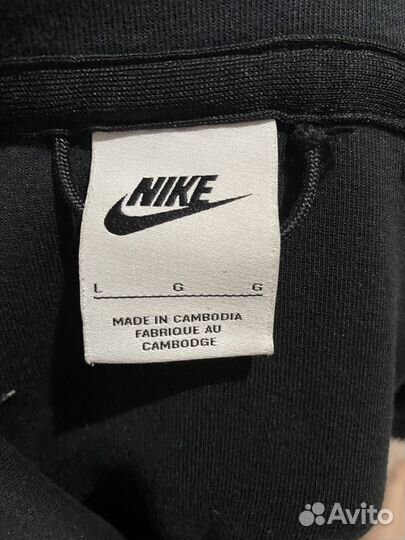 NIKE
L G G
MADE IN CAMBODIA
FABRIQUE AU
CAMBODGE
Avito